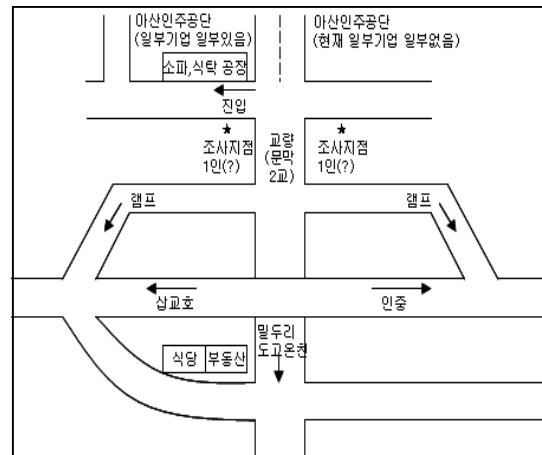 아산인주공단
(일부기업 일부있음)
아산인주공단
(현재 일부기업 일부없음)
소파,식탁 공장
진입
★
조사지점
1인(?)
교량
(문막
2교)
★
조사지점
1인(?)
램프
램프
삽교호
인중
밀두리
도고온천
식당
부동산